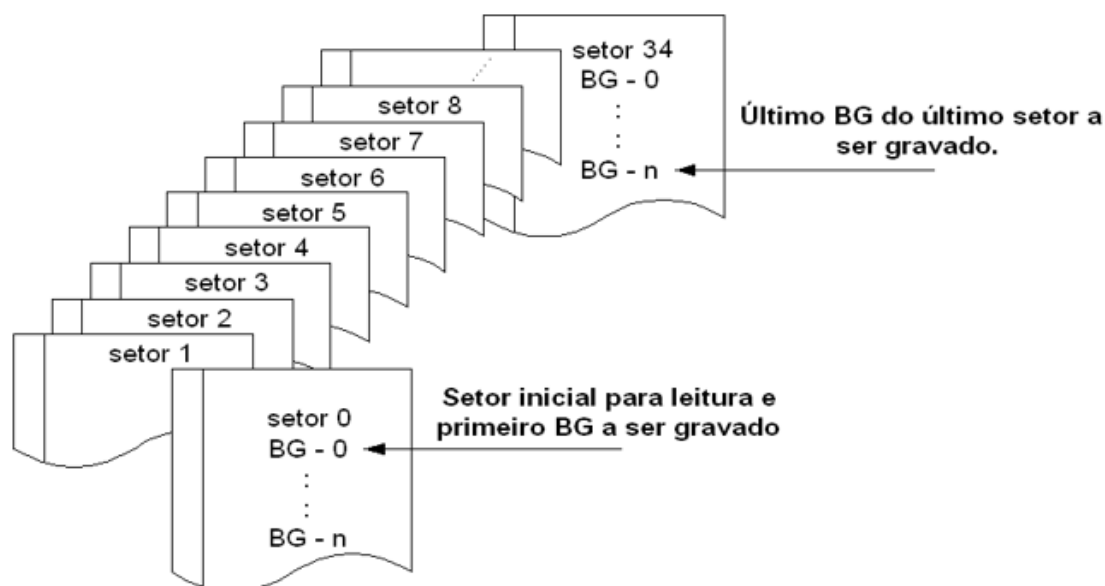 setor 34
BG - 0
BG - n
Último BG do último setor a
ser gravado.
setor 8
setor 7
setor 6
setor 5
setor 4
setor 3
setor 2
setor 1
setor 0
BG - 0
BG - n
Setor inicial para leitura e
primeiro BG a ser gravado